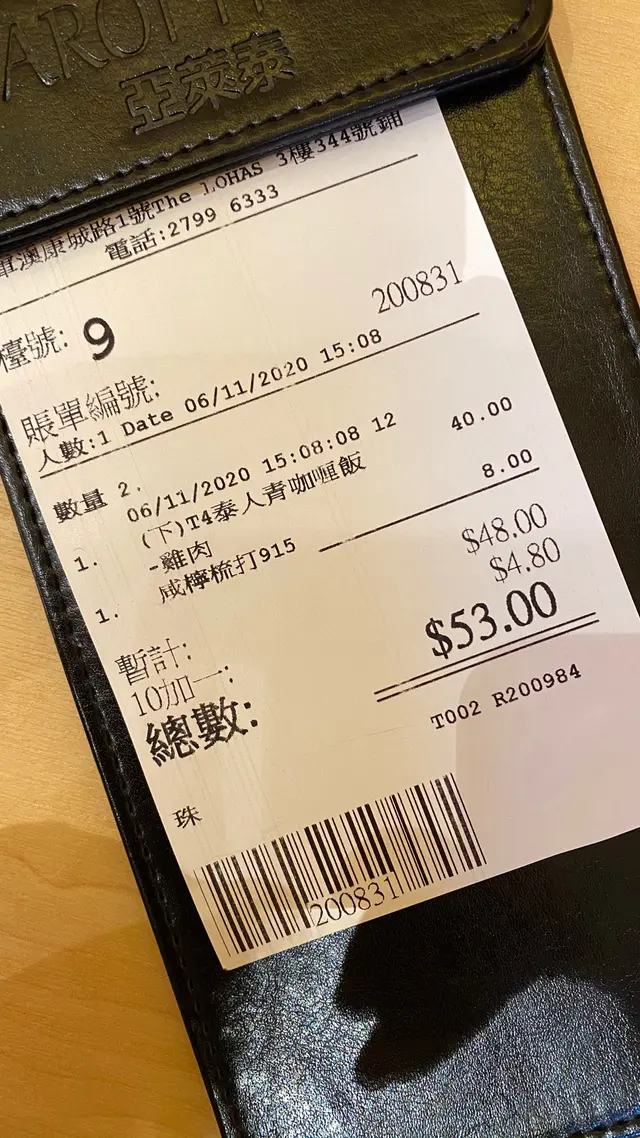 AROI
亞萊泰
軍澳康城路1號The LOHAS 3樓344號鋪
電話:2799 6333
檯號: 9
200831
賬單編號:
人數:1 Date 06/11/2020 15:08
數量 2.
06/11/2020 15:08:08 12
1. (下)T4泰人青咖喱飯 40.00
-雞肉
1. 咸檸梳打915 8.00
暫計: $48.00
10加一: $4.80
總數: $53.00
T002 R200984
珠
200831